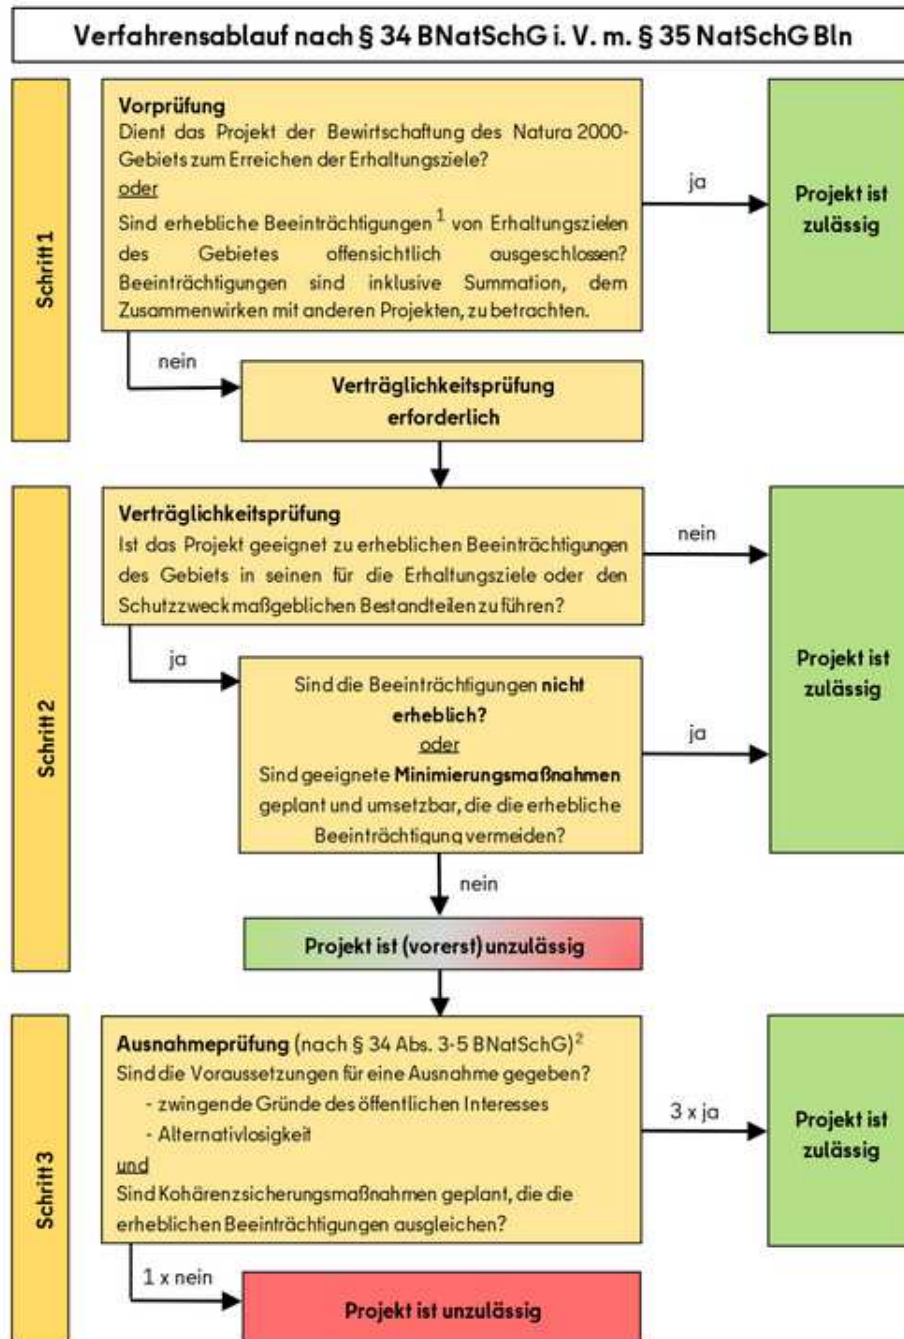 Verfahrensablauf nach § 34 BNatSchG i. V. m. § 35 NatSchG Bln
Schritt 1
Vorprüfung
Dient das Projekt der Bewirtschaftung des Natura 2000-
Gebiets zum Erreichen der Erhaltungsziele?
oder
Sind erhebliche Beeinträchtigungen ¹ von Erhaltungszielen
des Gebietes offensichtlich ausgeschlossen?
Beeinträchtigungen sind inklusive Summation, dem
Zusammenwirken mit anderen Projekten, zu betrachten.
ja
Projekt ist
zulässig
nein
Verträglichkeitsprüfung
erforderlich
Schritt 2
Verträglichkeitsprüfung
Ist das Projekt geeignet zu erheblichen Beeinträchtigungen
des Gebiets in seinen für die Erhaltungsziele oder den
Schutzzweck maßgeblichen Bestandteilen zu führen?
nein
Projekt ist
zulässig
ja
Sind die Beeinträchtigungen nicht
erheblich?
oder
Sind geeignete Minimierungsmaßnahmen
geplant und umsetzbar, die die erhebliche
Beeinträchtigung vermeiden?
ja
nein
Projekt ist (vorerst) unzulässig
Schritt 3
Ausnahmeprüfung (nach § 34 Abs. 3-5 BNatSchG)²
Sind die Voraussetzungen für eine Ausnahme gegeben?
- zwingende Gründe des öffentlichen Interesses
- Alternativlosigkeit
und
Sind Kohärenzsicherungsmaßnahmen geplant, die die
erheblichen Beeinträchtigungen ausgleichen?
3 x ja
Projekt ist
zulässig
1 x nein
Projekt ist unzulässig